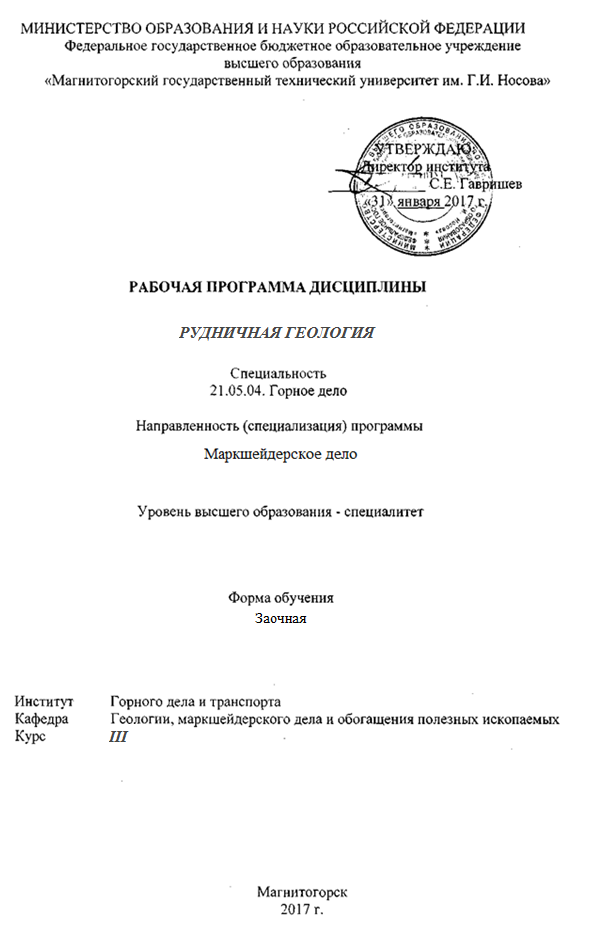 МИНИСТЕРСТВО ОБРАЗОВАНИЯ И НАУКИ РОССИЙСКОЙ ФЕДЕРАЦИИ
Федеральное государственное бюджетное образовательное учреждение
высшего образования
«Магнитогорский государственный технический университет им. Г.И. Носова»
УТВЕРЖДАЮ:
Директор института
С.Е. Гавришев
«31» января 2017 г.
РАБОЧАЯ ПРОГРАММА ДИСЦИПЛИНЫ
РУДНИЧНАЯ ГЕОЛОГИЯ
Специальность
21.05.04. Горное дело
Направленность (специализация) программы
Маркшейдерское дело
Уровень высшего образования - специалитет
Форма обучения
Заочная
Институт Горного дела и транспорта
Кафедра Геологии, маркшейдерского дела и обогащения полезных ископаемых
Курс III
Магнитогорск
2017 г.